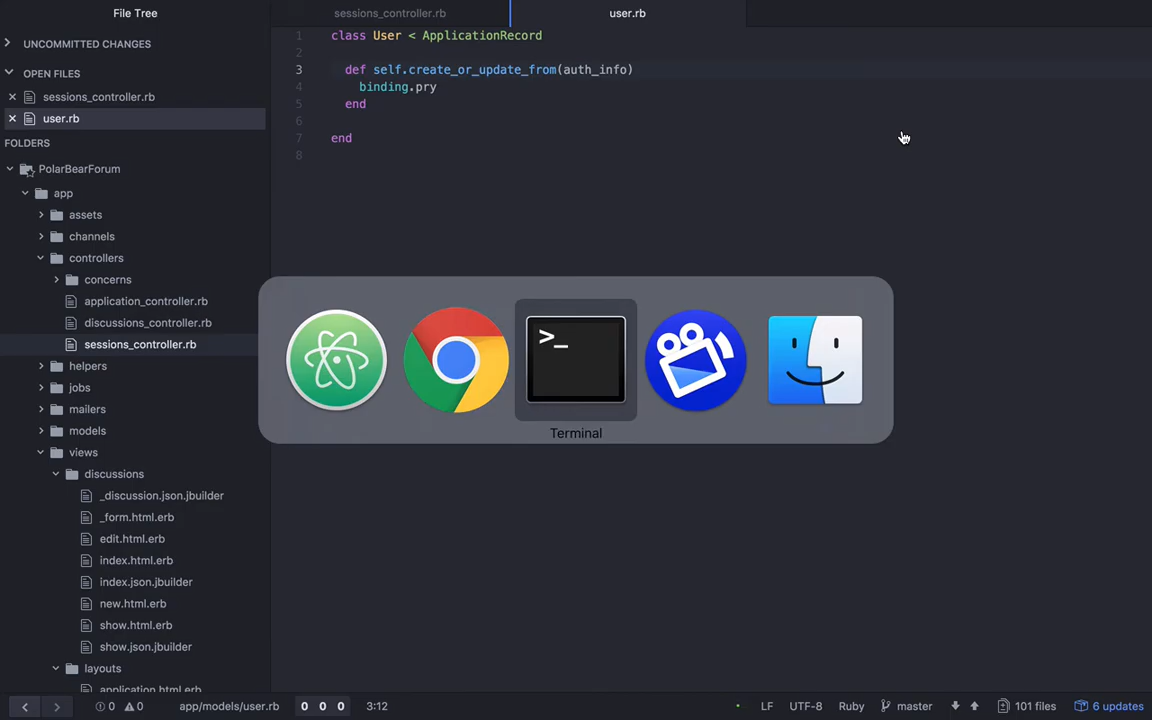 File Tree
UNCOMMITTED CHANGES
OPEN FILES
sessions_controller.rb
user.rb
FOLDERS
PolarBearForum
app
assets
channels
controllers
concerns
application_controller.rb
discussions_controller.rb
sessions_controller.rb
helpers
jobs
mailers
models
views
discussions
_discussion.json.jbuilder
_form.html.erb
edit.html.erb
index.html.erb
index.json.jbuilder
new.html.erb
show.html.erb
show.json.jbuilder
layouts
application.html.erb
sessions_controller.rb user.rb
1 class User < ApplicationRecord
2
3 def self.create_or_update_from(auth_info)
4 binding.pry
5 end
6
7 end
8
>_
Terminal
0 0 app/models/user.rb 0 0 0 3:12 LF UTF-8 Ruby master 101 files 6 updates